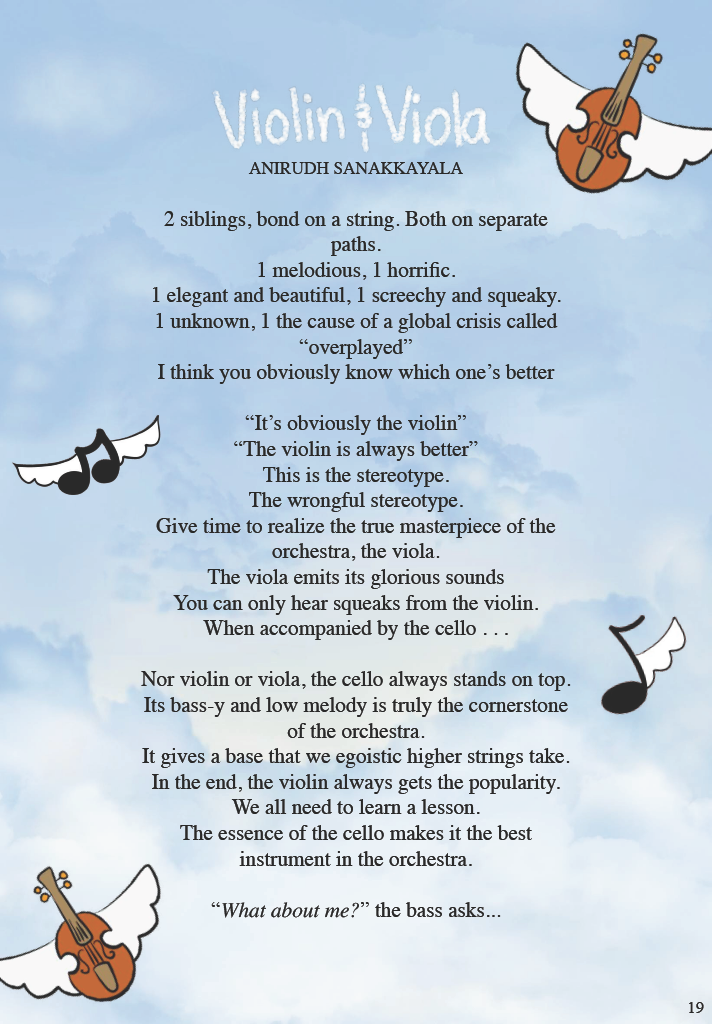 Violin & Viola
ANIRUDH SANAKKAYALA
2 siblings, bond on a string. Both on separate
paths.
1 melodious, 1 horrific.
1 elegant and beautiful, 1 screechy and squeaky.
1 unknown, 1 the cause of a global crisis called
“overplayed”
I think you obviously know which one’s better
“It’s obviously the violin”
“The violin is always better”
This is the stereotype.
The wrongful stereotype.
Give time to realize the true masterpiece of the
orchestra, the viola.
The viola emits its glorious sounds
You can only hear squeaks from the violin.
When accompanied by the cello . . .
Nor violin or viola, the cello always stands on top.
Its bass-y and low melody is truly the cornerstone
of the orchestra.
It gives a base that we egoistic higher strings take.
In the end, the violin always gets the popularity.
We all need to learn a lesson.
The essence of the cello makes it the best
instrument in the orchestra.
“What about me?” the bass asks...
19